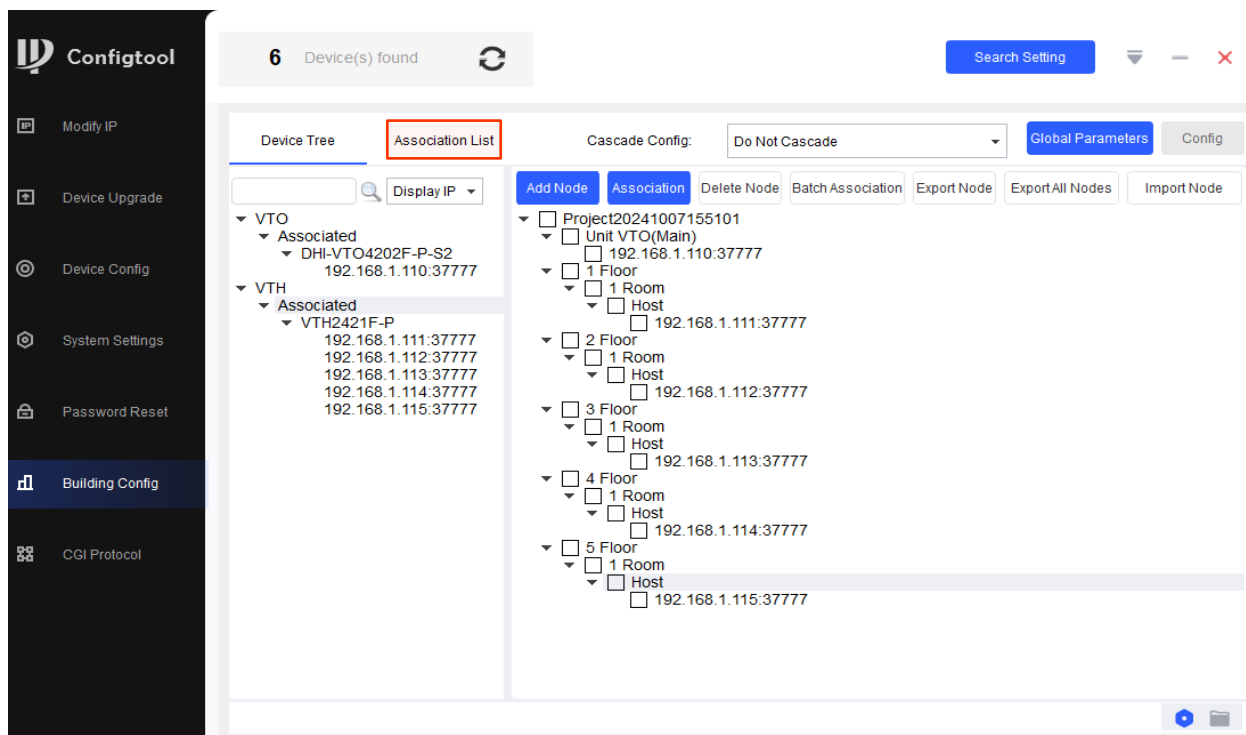 Configtool
6 Device(s) found
Search Setting
Modify IP
Device Upgrade
Device Config
System Settings
Password Reset
Building Config
CGI Protocol
Device Tree
Association List
Cascade Config:
Do Not Cascade
Global Parameters
Config
Display IP
VTO
Associated
DHI-VTO4202F-P-S2
192.168.1.110:37777
VTH
Associated
VTH2421F-P
192.168.1.111:37777
192.168.1.112:37777
192.168.1.113:37777
192.168.1.114:37777
192.168.1.115:37777
Add Node
Association
Delete Node
Batch Association
Export Node
Export All Nodes
Import Node
Project20241007155101
Unit VTO(Main)
192.168.1.110:37777
1 Floor
1 Room
Host
192.168.1.111:37777
2 Floor
1 Room
Host
192.168.1.112:37777
3 Floor
1 Room
Host
192.168.1.113:37777
4 Floor
1 Room
Host
192.168.1.114:37777
5 Floor
1 Room
Host
192.168.1.115:37777